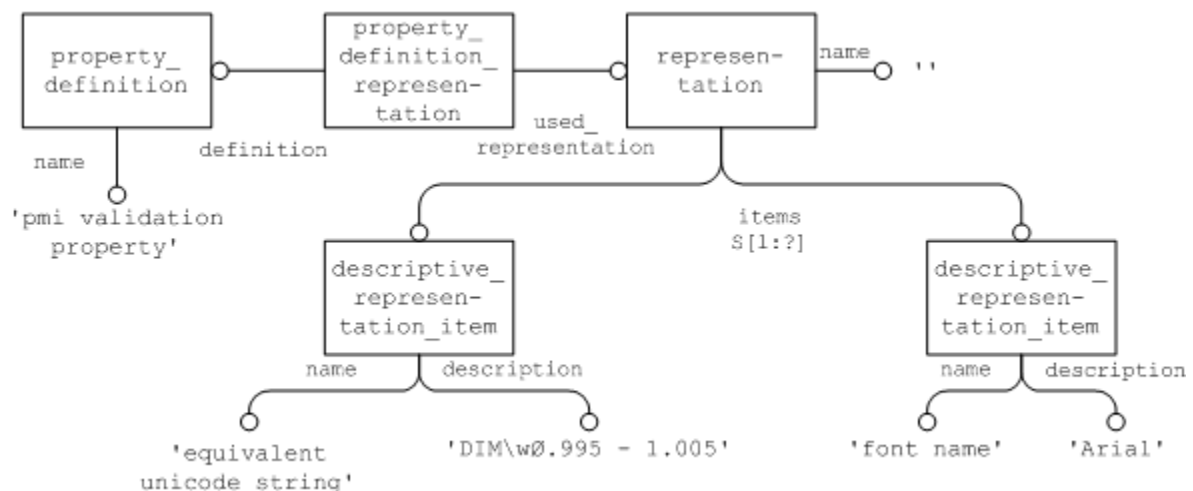 property_
definition
property_
definition_
represen-
tation
represen-
tation
name
''
definition
used_
representation
name
'pmi validation
property'
items
S[1:?]
descriptive_
represen-
tation_item
descriptive_
represen-
tation_item
name
description
name
description
'equivalent
unicode string'
'DIM\wØ.995 - 1.005'
'font name'
'Arial'